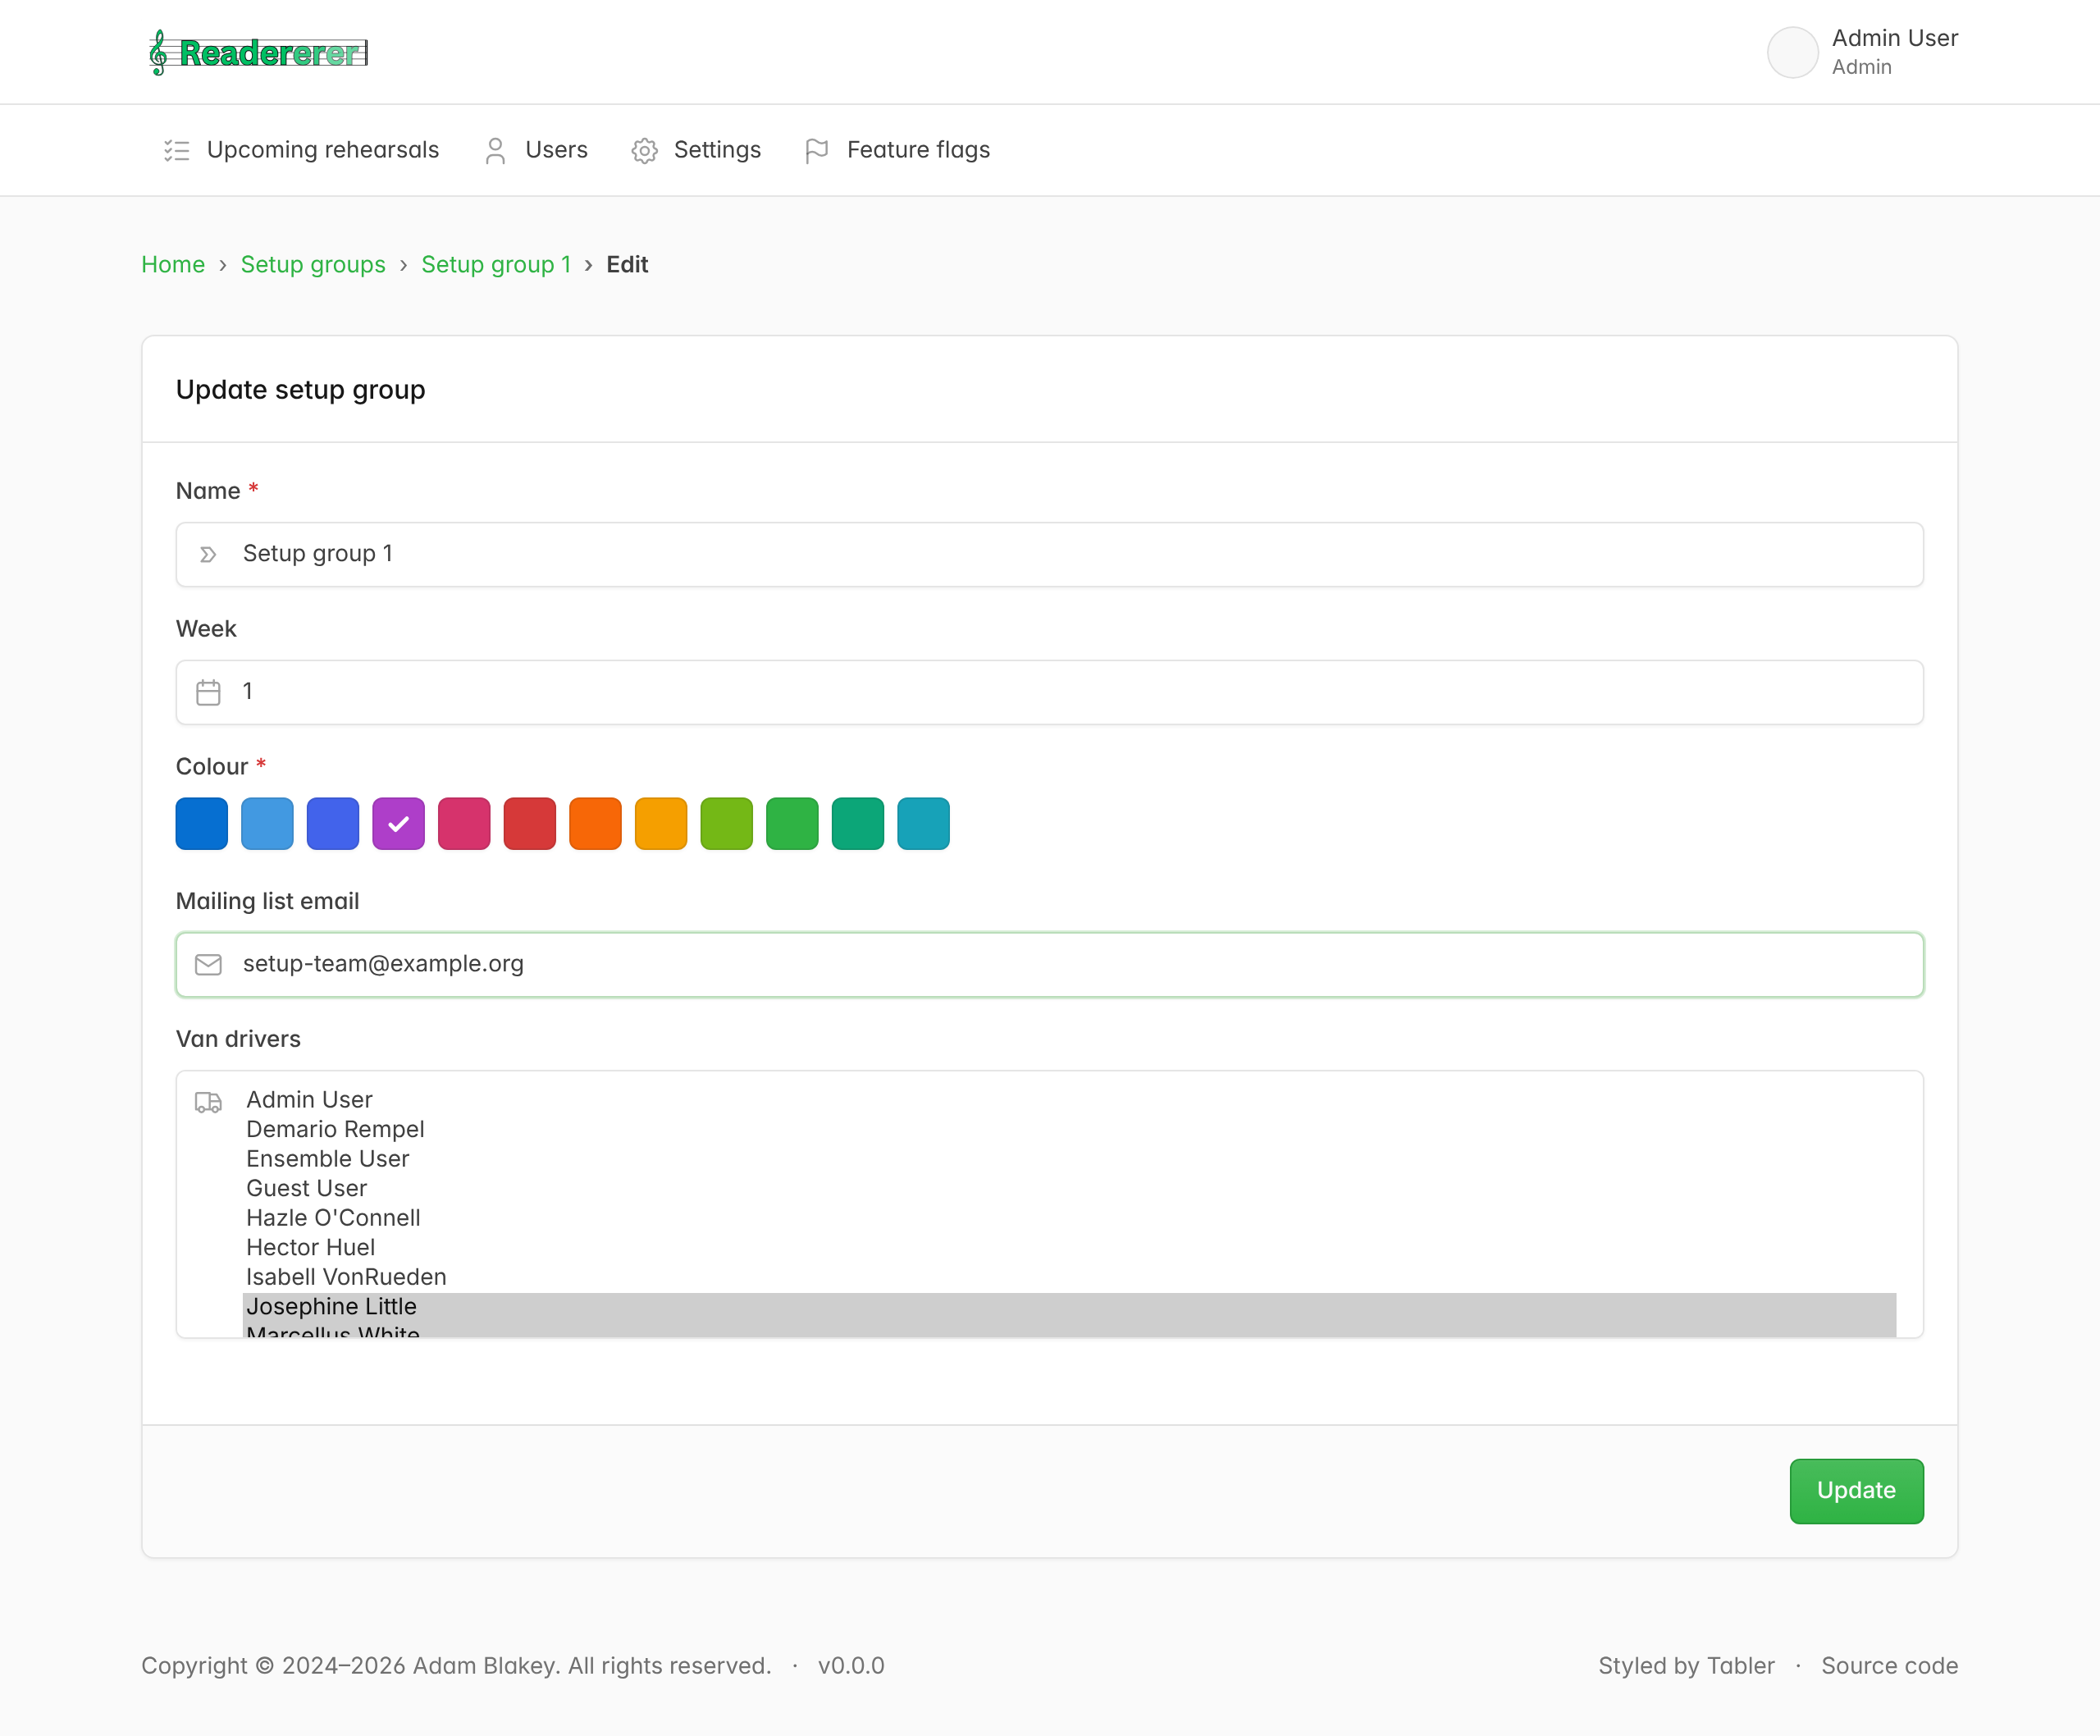 Readererer
Admin User
Admin
Upcoming rehearsals
Users
Settings
Feature flags
Home › Setup groups › Setup group 1 › Edit
Update setup group
Name *
Setup group 1
Week
1
Colour *
Mailing list email
setup-team@example.org
Van drivers
Admin User
Demario Rempel
Ensemble User
Guest User
Hazle O'Connell
Hector Huel
Isabell VonRueden
Josephine Little
Marcellus White
Update
Copyright © 2024–2026 Adam Blakey. All rights reserved. · v0.0.0
Styled by Tabler · Source code